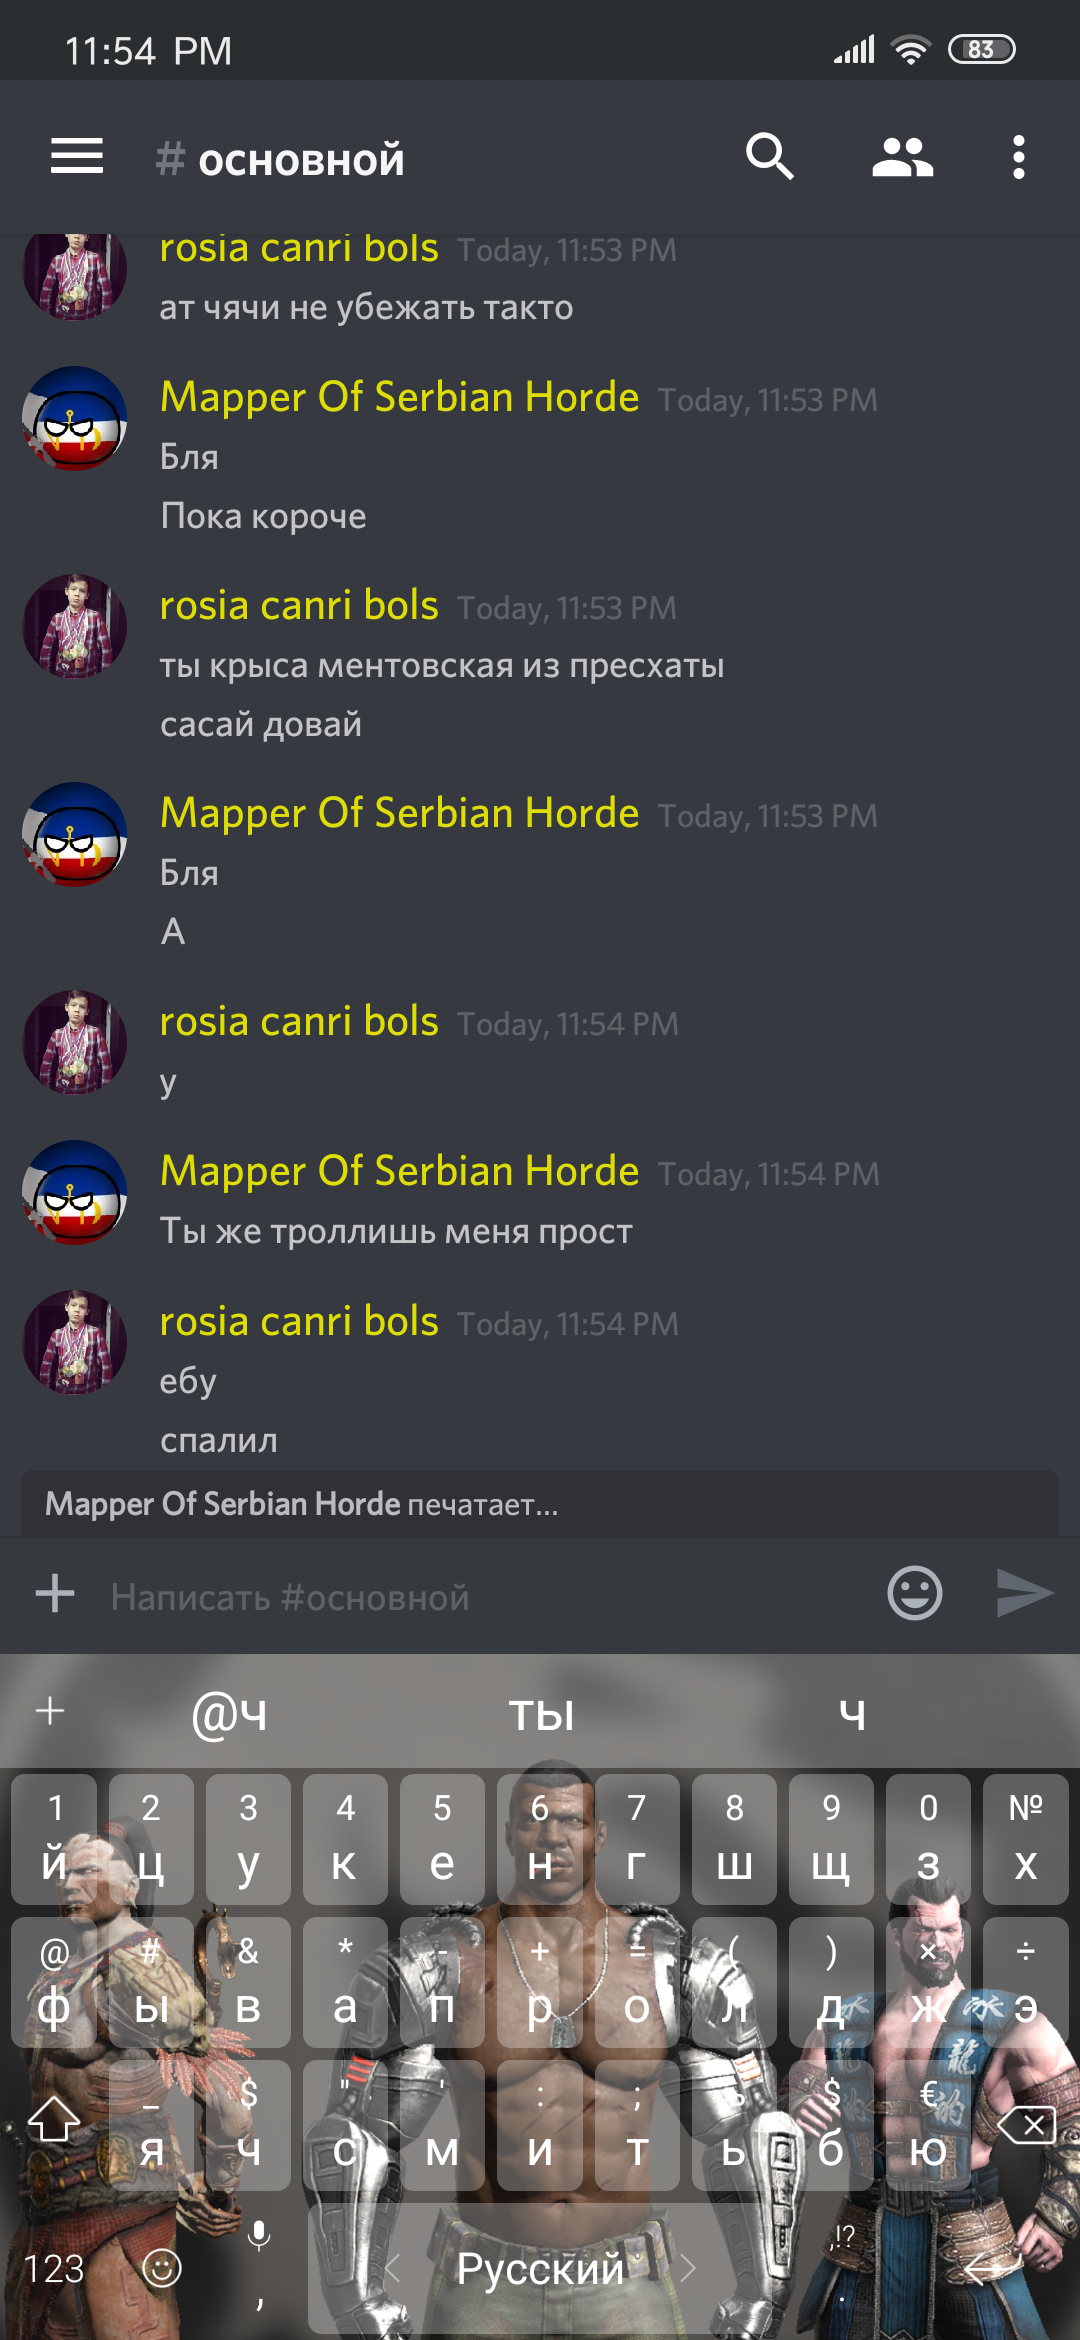 11:54 PM
83
# основной
rosia canri bols Today, 11:53 PM
ат чячи не убежать такто
Mapper Of Serbian Horde Today, 11:53 PM
Бля
Пока короче
rosia canri bols Today, 11:53 PM
ты крыса ментовская из пресхаты
сасай довай
Mapper Of Serbian Horde Today, 11:53 PM
Бля
А
rosia canri bols Today, 11:54 PM
у
Mapper Of Serbian Horde Today, 11:54 PM
Ты же троллишь меня прост
rosia canri bols Today, 11:54 PM
ебу
спалил
Mapper Of Serbian Horde печатает...
Написать #основной
+ @ч ты ч
1 2 3 4 5 6 7 8 9 0 №
й ц у к е н г ш щ з х
@ # & * - + = ( ) × ÷
ф ы в а п р о л д ж э
_ $ " ' : ; ъ $ €
я ч с м и т ь б ю
123 , < Русский > ,!? .